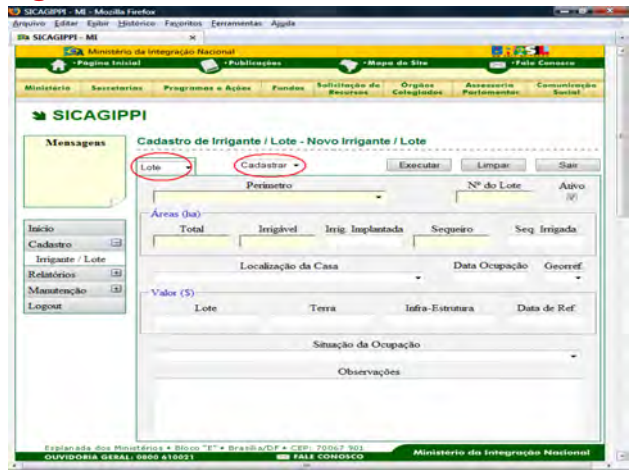 SICAGIPPI - MI - Mozilla Firefox
Arquivo Editar Exibir Histórico Favoritos Ferramentas Ajuda
SICAGIPPI - MI
Ministério da Integração Nacional
Página Inicial Publicações Mapa do Site Fale Conosco
Ministério Secretarias Programas e Ações Fundos Solicitação de Recursos Órgãos Colegiados Assessoria Parlamentar Comunicação Social
SICAGIPPI
Mensagens
Cadastro de Irrigante / Lote - Novo Irrigante / Lote
Lote Cadastrar Executar Limpar Sair
Perímetro Nº do Lote Ativo
Áreas (ha)
Total Irrigável Irrig. Implantada Sequeiro Seq. Irrigada
Localização da Casa Data Ocupação Georref.
Valor ($)
Lote Terra Infra-Estrutura Data de Ref.
Situação da Ocupação
Observações
Início
Cadastro
Irrigante / Lote
Relatórios
Manutenção
Logout
Esplanada dos Ministérios • Bloco "E" • Brasília/DF • CEP: 70067-901
OUVIDORIA GERAL: 0800 610021 FALE CONOSCO
Ministério da Integração Nacional